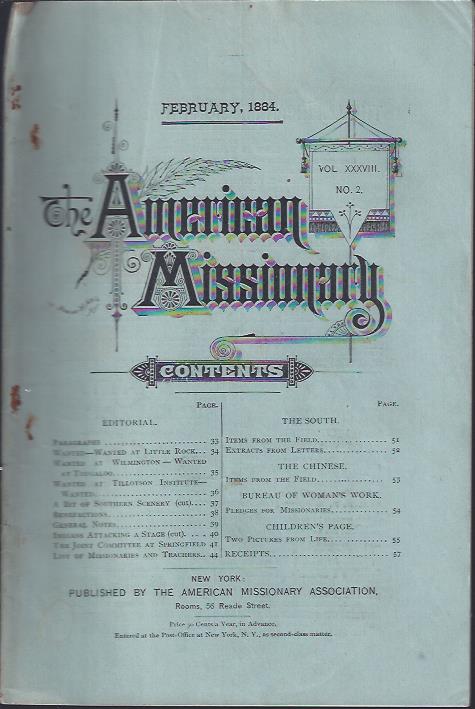 FEBRUARY, 1884.
VOL. XXXVIII.
NO. 2.
The American
Missionary
CONTENTS
PAGE.
EDITORIAL.
PARAGRAPHS 33
WANTED—WANTED AT LITTLE ROCK 34
WANTED AT WILMINGTON—WANTED
AT TOUGALOO 35
WANTED AT TILLOTSON INSTITUTE—
WANTED 36
A BIT OF SOUTHERN SCENERY (cut) 37
BENEFACTIONS 38
GENERAL NOTES 39
INDIANS ATTACKING A STAGE (cut) 40
THE JOINT COMMITTEE AT SPRINGFIELD 41
LIST OF MISSIONARIES AND TEACHERS 44
PAGE.
THE SOUTH.
ITEMS FROM THE FIELD 51
EXTRACTS FROM LETTERS 52
THE CHINESE.
ITEMS FROM THE FIELD 53
BUREAU OF WOMAN'S WORK.
PLEDGES FOR MISSIONARIES 54
CHILDREN'S PAGE.
TWO PICTURES FROM LIFE 55
RECEIPTS 57
NEW YORK:
PUBLISHED BY THE AMERICAN MISSIONARY ASSOCIATION,
Rooms, 56 Reade Street.
Price 50 Cents a Year, in Advance.
Entered at the Post-Office at New York, N. Y., as second-class matter.